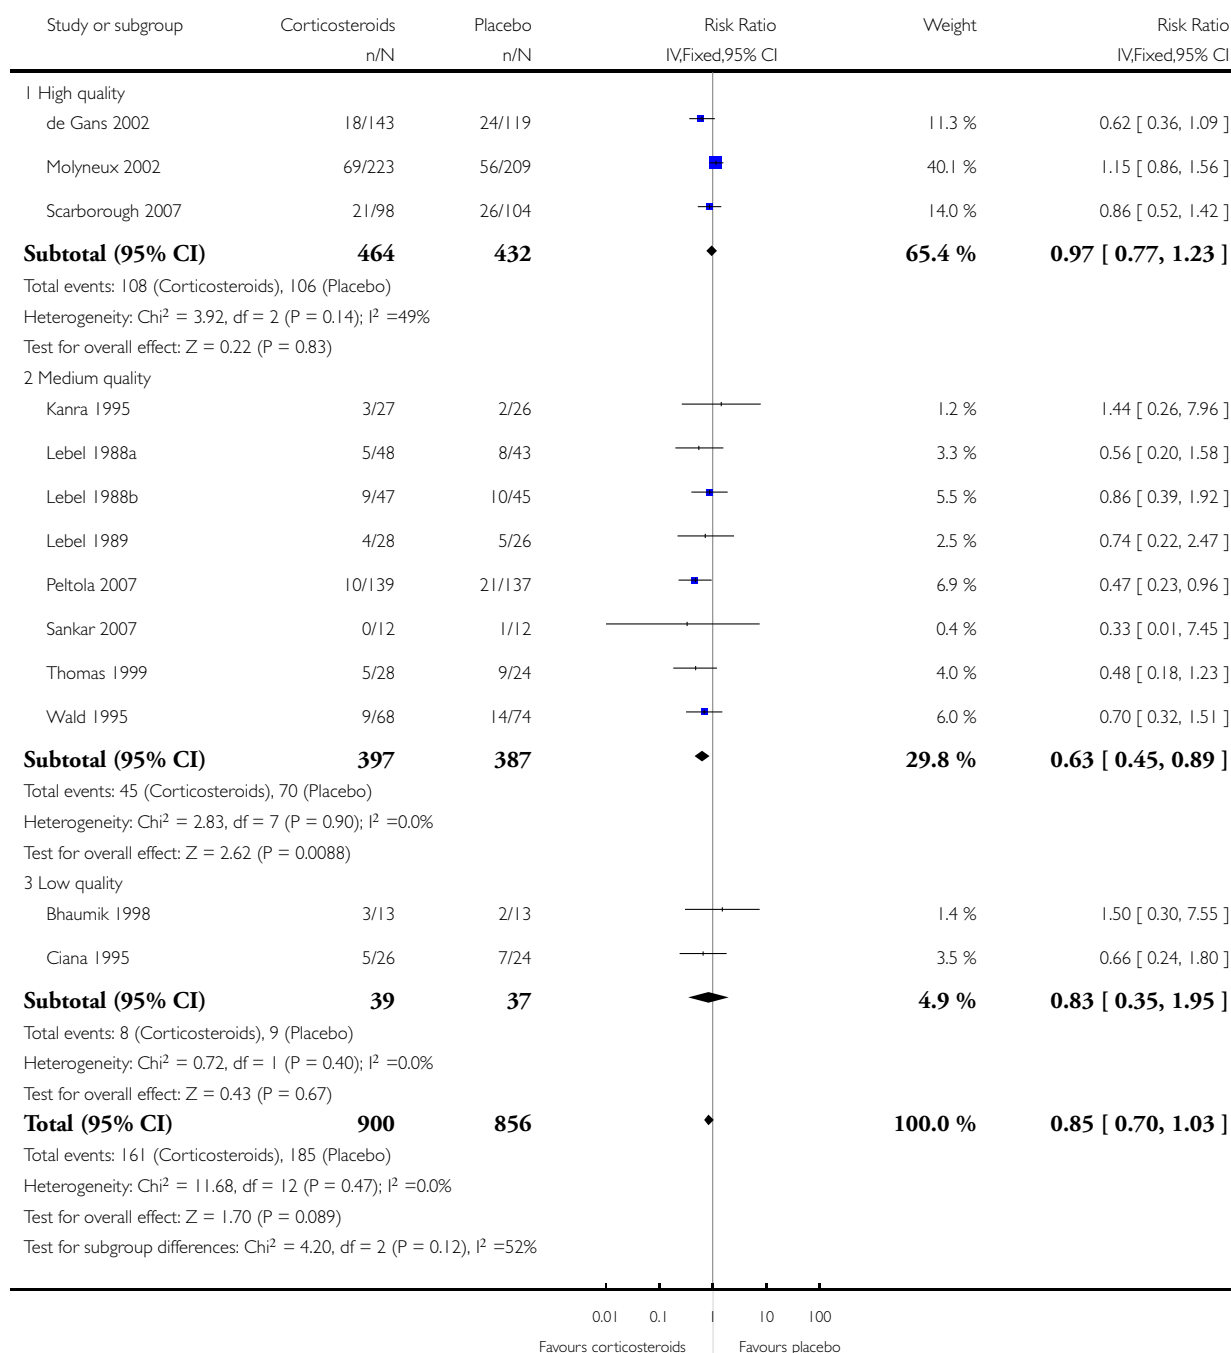 Study or subgroup Corticosteroids Placebo Risk Ratio Weight Risk Ratio
n/N n/N IV,Fixed,95% CI IV,Fixed,95% CI
1 High quality
de Gans 2002 18/143 24/119 11.3 % 0.62 [ 0.36, 1.09 ]
Molyneux 2002 69/223 56/209 40.1 % 1.15 [ 0.86, 1.56 ]
Scarborough 2007 21/98 26/104 14.0 % 0.86 [ 0.52, 1.42 ]
Subtotal (95% CI) 464 432 65.4 % 0.97 [ 0.77, 1.23 ]
Total events: 108 (Corticosteroids), 106 (Placebo)
Heterogeneity: Chi² = 3.92, df = 2 (P = 0.14); I² =49%
Test for overall effect: Z = 0.22 (P = 0.83)
2 Medium quality
Kanra 1995 3/27 2/26 1.2 % 1.44 [ 0.26, 7.96 ]
Lebel 1988a 5/48 8/43 3.3 % 0.56 [ 0.20, 1.58 ]
Lebel 1988b 9/47 10/45 5.5 % 0.86 [ 0.39, 1.92 ]
Lebel 1989 4/28 5/26 2.5 % 0.74 [ 0.22, 2.47 ]
Peltola 2007 10/139 21/137 6.9 % 0.47 [ 0.23, 0.96 ]
Sankar 2007 0/12 1/12 0.4 % 0.33 [ 0.01, 7.45 ]
Thomas 1999 5/28 9/24 4.0 % 0.48 [ 0.18, 1.23 ]
Wald 1995 9/68 14/74 6.0 % 0.70 [ 0.32, 1.51 ]
Subtotal (95% CI) 397 387 29.8 % 0.63 [ 0.45, 0.89 ]
Total events: 45 (Corticosteroids), 70 (Placebo)
Heterogeneity: Chi² = 2.83, df = 7 (P = 0.90); I² =0.0%
Test for overall effect: Z = 2.62 (P = 0.0088)
3 Low quality
Bhaumik 1998 3/13 2/13 1.4 % 1.50 [ 0.30, 7.55 ]
Ciana 1995 5/26 7/24 3.5 % 0.66 [ 0.24, 1.80 ]
Subtotal (95% CI) 39 37 4.9 % 0.83 [ 0.35, 1.95 ]
Total events: 8 (Corticosteroids), 9 (Placebo)
Heterogeneity: Chi² = 0.72, df = 1 (P = 0.40); I² =0.0%
Test for overall effect: Z = 0.43 (P = 0.67)
Total (95% CI) 900 856 100.0 % 0.85 [ 0.70, 1.03 ]
Total events: 161 (Corticosteroids), 185 (Placebo)
Heterogeneity: Chi² = 11.68, df = 12 (P = 0.47); I² =0.0%
Test for overall effect: Z = 1.70 (P = 0.089)
Test for subgroup differences: Chi² = 4.20, df = 2 (P = 0.12), I² =52%
0.01 0.1 1 10 100
Favours corticosteroids Favours placebo